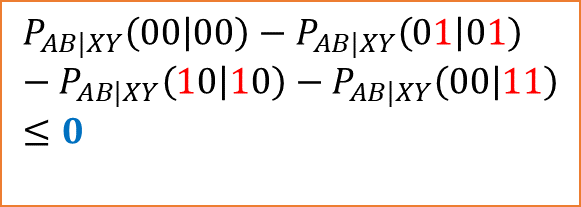 P_{AB|XY}(00|00) − P_{AB|XY}(01|01)
− P_{AB|XY}(10|10) − P_{AB|XY}(00|11)
≤ 0